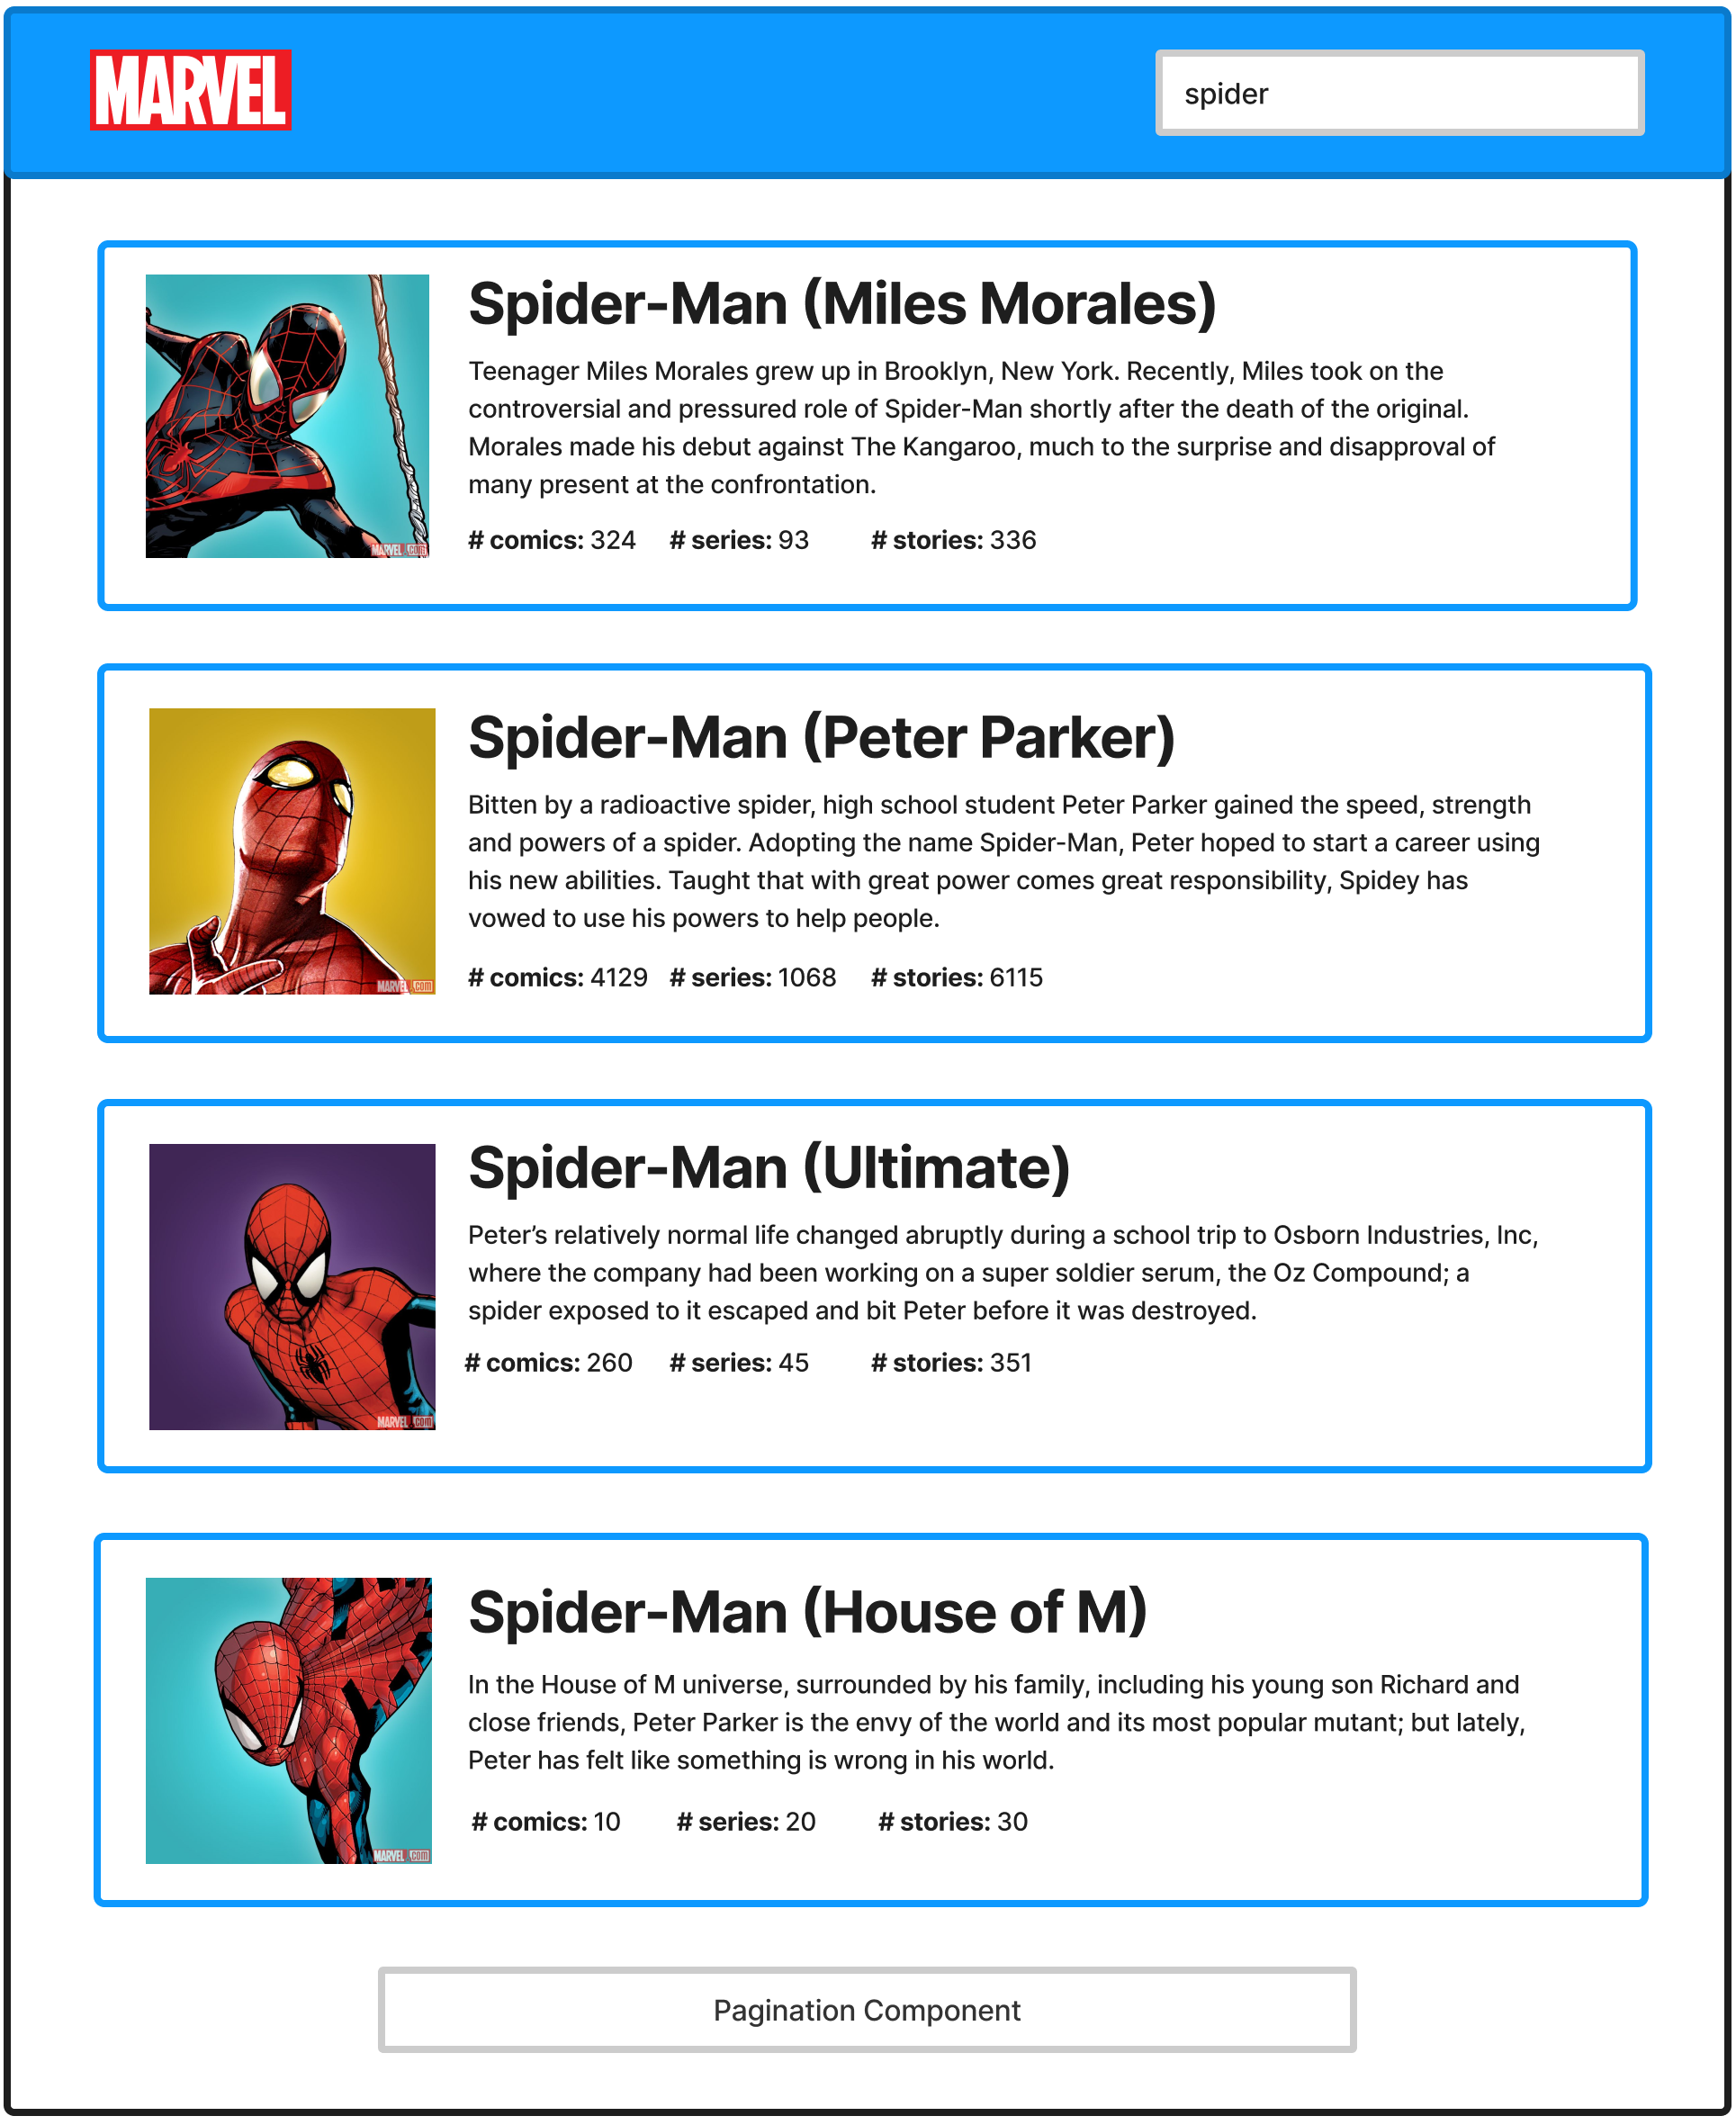 MARVEL
spider
Spider-Man (Miles Morales)
Teenager Miles Morales grew up in Brooklyn, New York. Recently, Miles took on the
controversial and pressured role of Spider-Man shortly after the death of the original.
Morales made his debut against The Kangaroo, much to the surprise and disapproval of
many present at the confrontation.
# comics: 324 # series: 93 # stories: 336
MARVEL.COM
Spider-Man (Peter Parker)
Bitten by a radioactive spider, high school student Peter Parker gained the speed, strength
and powers of a spider. Adopting the name Spider-Man, Peter hoped to start a career using
his new abilities. Taught that with great power comes great responsibility, Spidey has
vowed to use his powers to help people.
# comics: 4129 # series: 1068 # stories: 6115
MARVEL.com
Spider-Man (Ultimate)
Peter’s relatively normal life changed abruptly during a school trip to Osborn Industries, Inc,
where the company had been working on a super soldier serum, the Oz Compound; a
spider exposed to it escaped and bit Peter before it was destroyed.
# comics: 260 # series: 45 # stories: 351
MARVEL.com
Spider-Man (House of M)
In the House of M universe, surrounded by his family, including his young son Richard and
close friends, Peter Parker is the envy of the world and its most popular mutant; but lately,
Peter has felt like something is wrong in his world.
# comics: 10 # series: 20 # stories: 30
MARVEL.com
Pagination Component